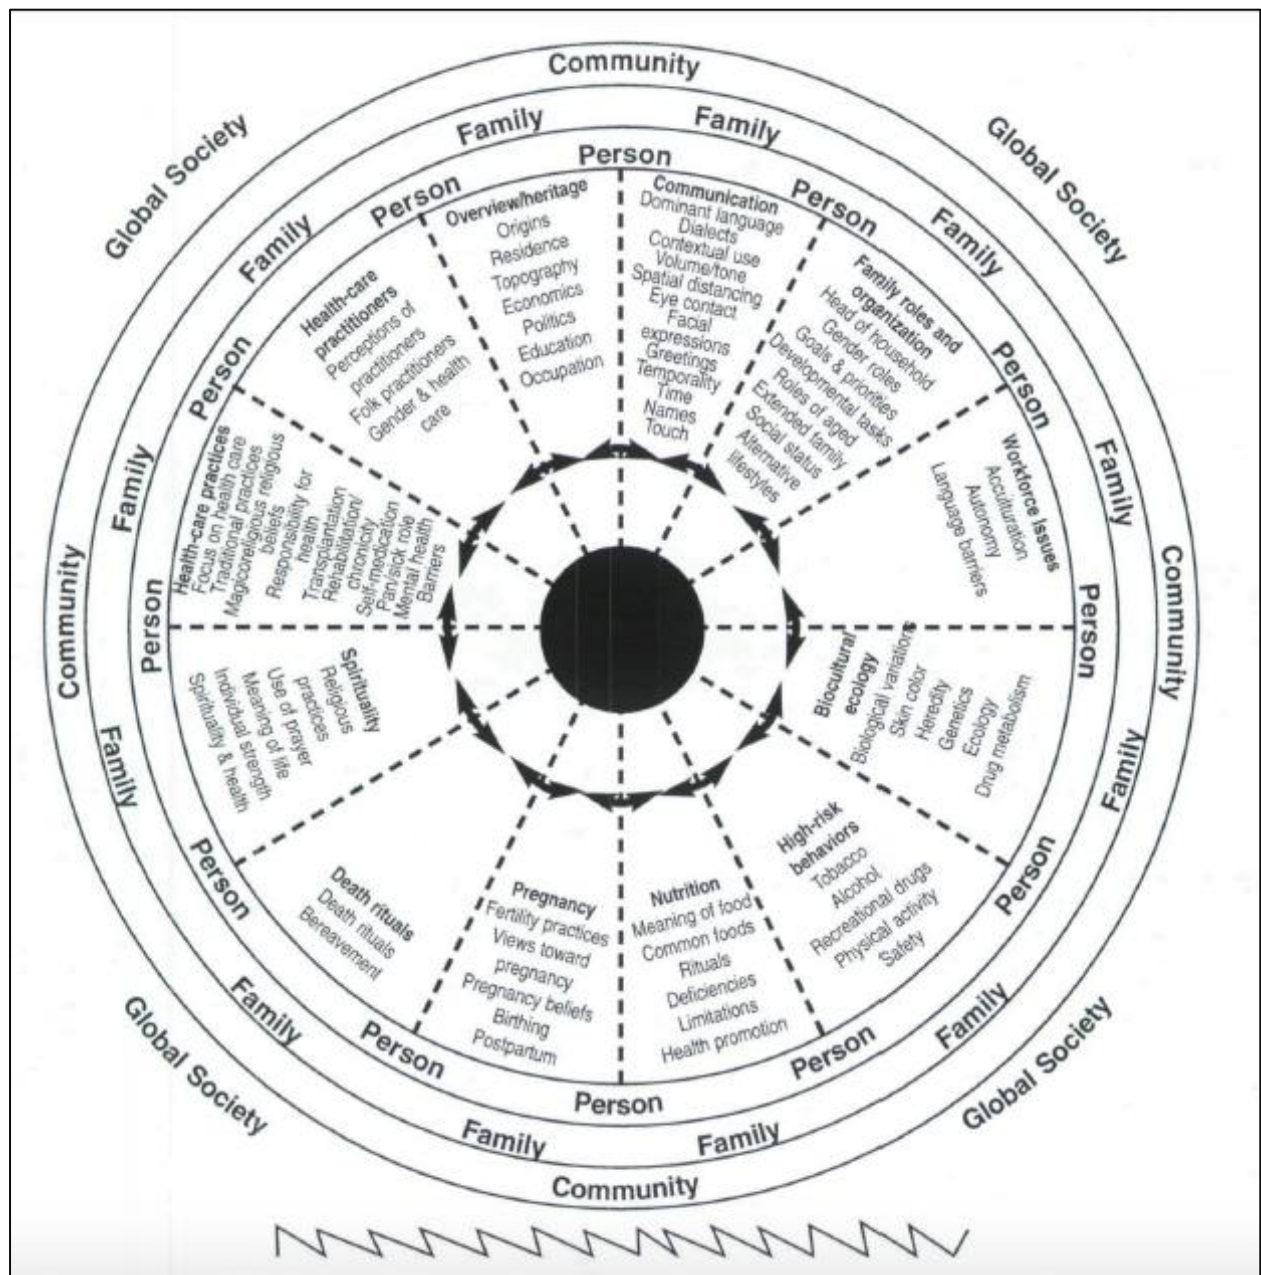 Community
Global Society
Global Society
Family
Family
Person
Person
Person
Family
Family
Overview/heritage
Origins
Residence
Topography
Economics
Politics
Education
Occupation
Communication
Dominant language
Dialects
Contextual use
Volume/tone
Spatial distancing
Eye contact
Facial
expressions
Greetings
Temporality
Time
Names
Touch
Family roles and
organization
Head of household
Gender roles
Goals & priorities
Developmental tasks
Roles of aged
Extended family
Social status
Alternative
lifestyles
Person
Family
Workforce issues
Acculturation
Autonomy
Language barriers
Community
Person
Biocultural
ecology
Biological variations
Skin color
Heredity
Genetics
Ecology
Drug metabolism
Family
Person
High-risk
behaviors
Tobacco
Alcohol
Recreational drugs
Physical activity
Safety
Family
Global Society
Person
Nutrition
Meaning of food
Common foods
Rituals
Deficiencies
Limitations
Health promotion
Family
Person
Community
Pregnancy
Fertility practices
Views toward
pregnancy
Pregnancy beliefs
Birthing
Postpartum
Family
Person
Death rituals
Death rituals
Bereavement
Family
Global Society
Person
Spirituality
Religious
practices
Use of prayer
Meaning of life
Individual strength
Spirituality & health
Family
Person
Community
Health-care practices
Focus on health care
Traditional practices
Magicoreligious religious
beliefs
Responsibility for
health
Transplantation
Rehabilitation/
chronicity
Self-medication
Pan/sick role
Mental health
Barriers
Family
Person
Health-care
practitioners
Perceptions of
practitioners
Folk practitioners
Gender & health
care